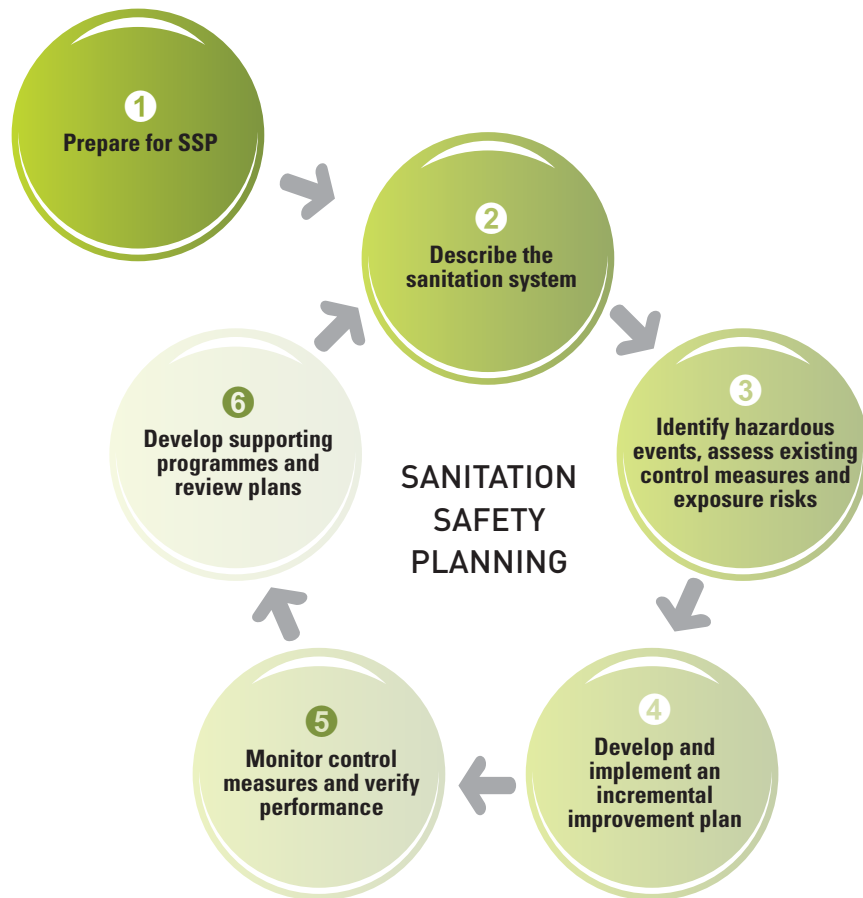 1
Prepare for SSP
2
Describe the
sanitation system
3
Identify hazardous
events, assess existing
control measures and
exposure risks
4
Develop and
implement an
incremental
improvement plan
5
Monitor control
measures and verify
performance
6
Develop supporting
programmes and
review plans
SANITATION
SAFETY
PLANNING